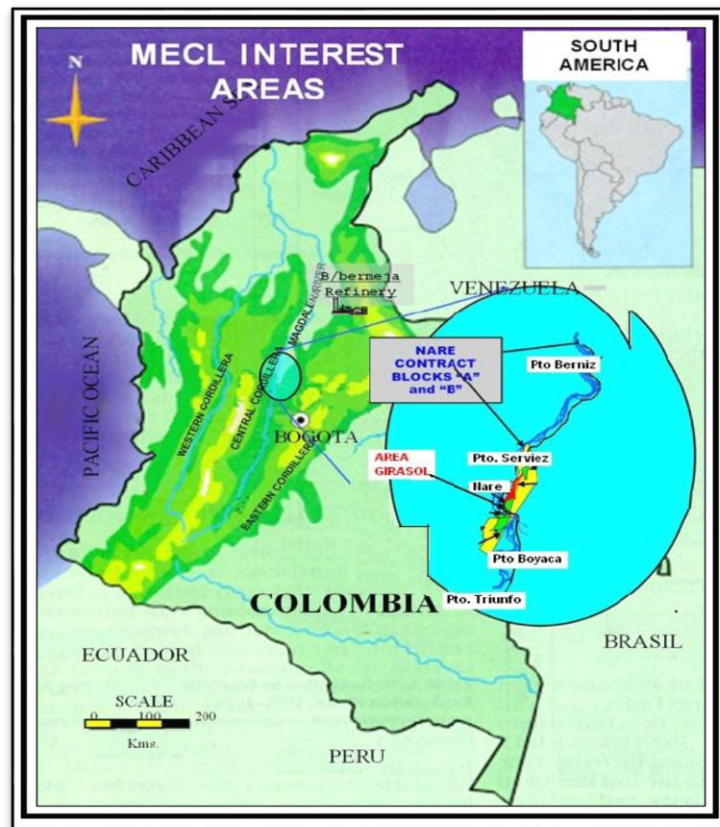 MECL INTEREST
AREAS
SOUTH
AMERICA
N
CARIBBEAN S
B/bermeja
Refinery
VENEZUELA
MAGDALENA RIVER
NARE
CONTRACT
BLOCKS "A"
and "B"
Pto Berniz
PACIFIC OCEAN
WESTERN CORDILLERA
CENTRAL CORDILLERA
BOGOTA
EASTERN CORDILLERA
AREA
GIRASOL
Pto. Serviez
Nare
Pto Boyaca
Pto. Triunfo
COLOMBIA
BRASIL
ECUADOR
SCALE
0 100 200
Kms.
PERU